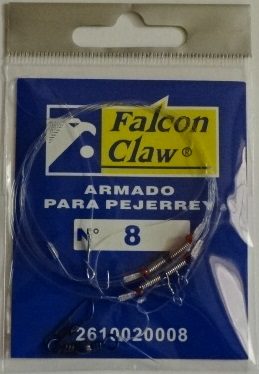 Falcon
Claw®
ARMADO
PARA PEJERREY
Nº 8
2610020008